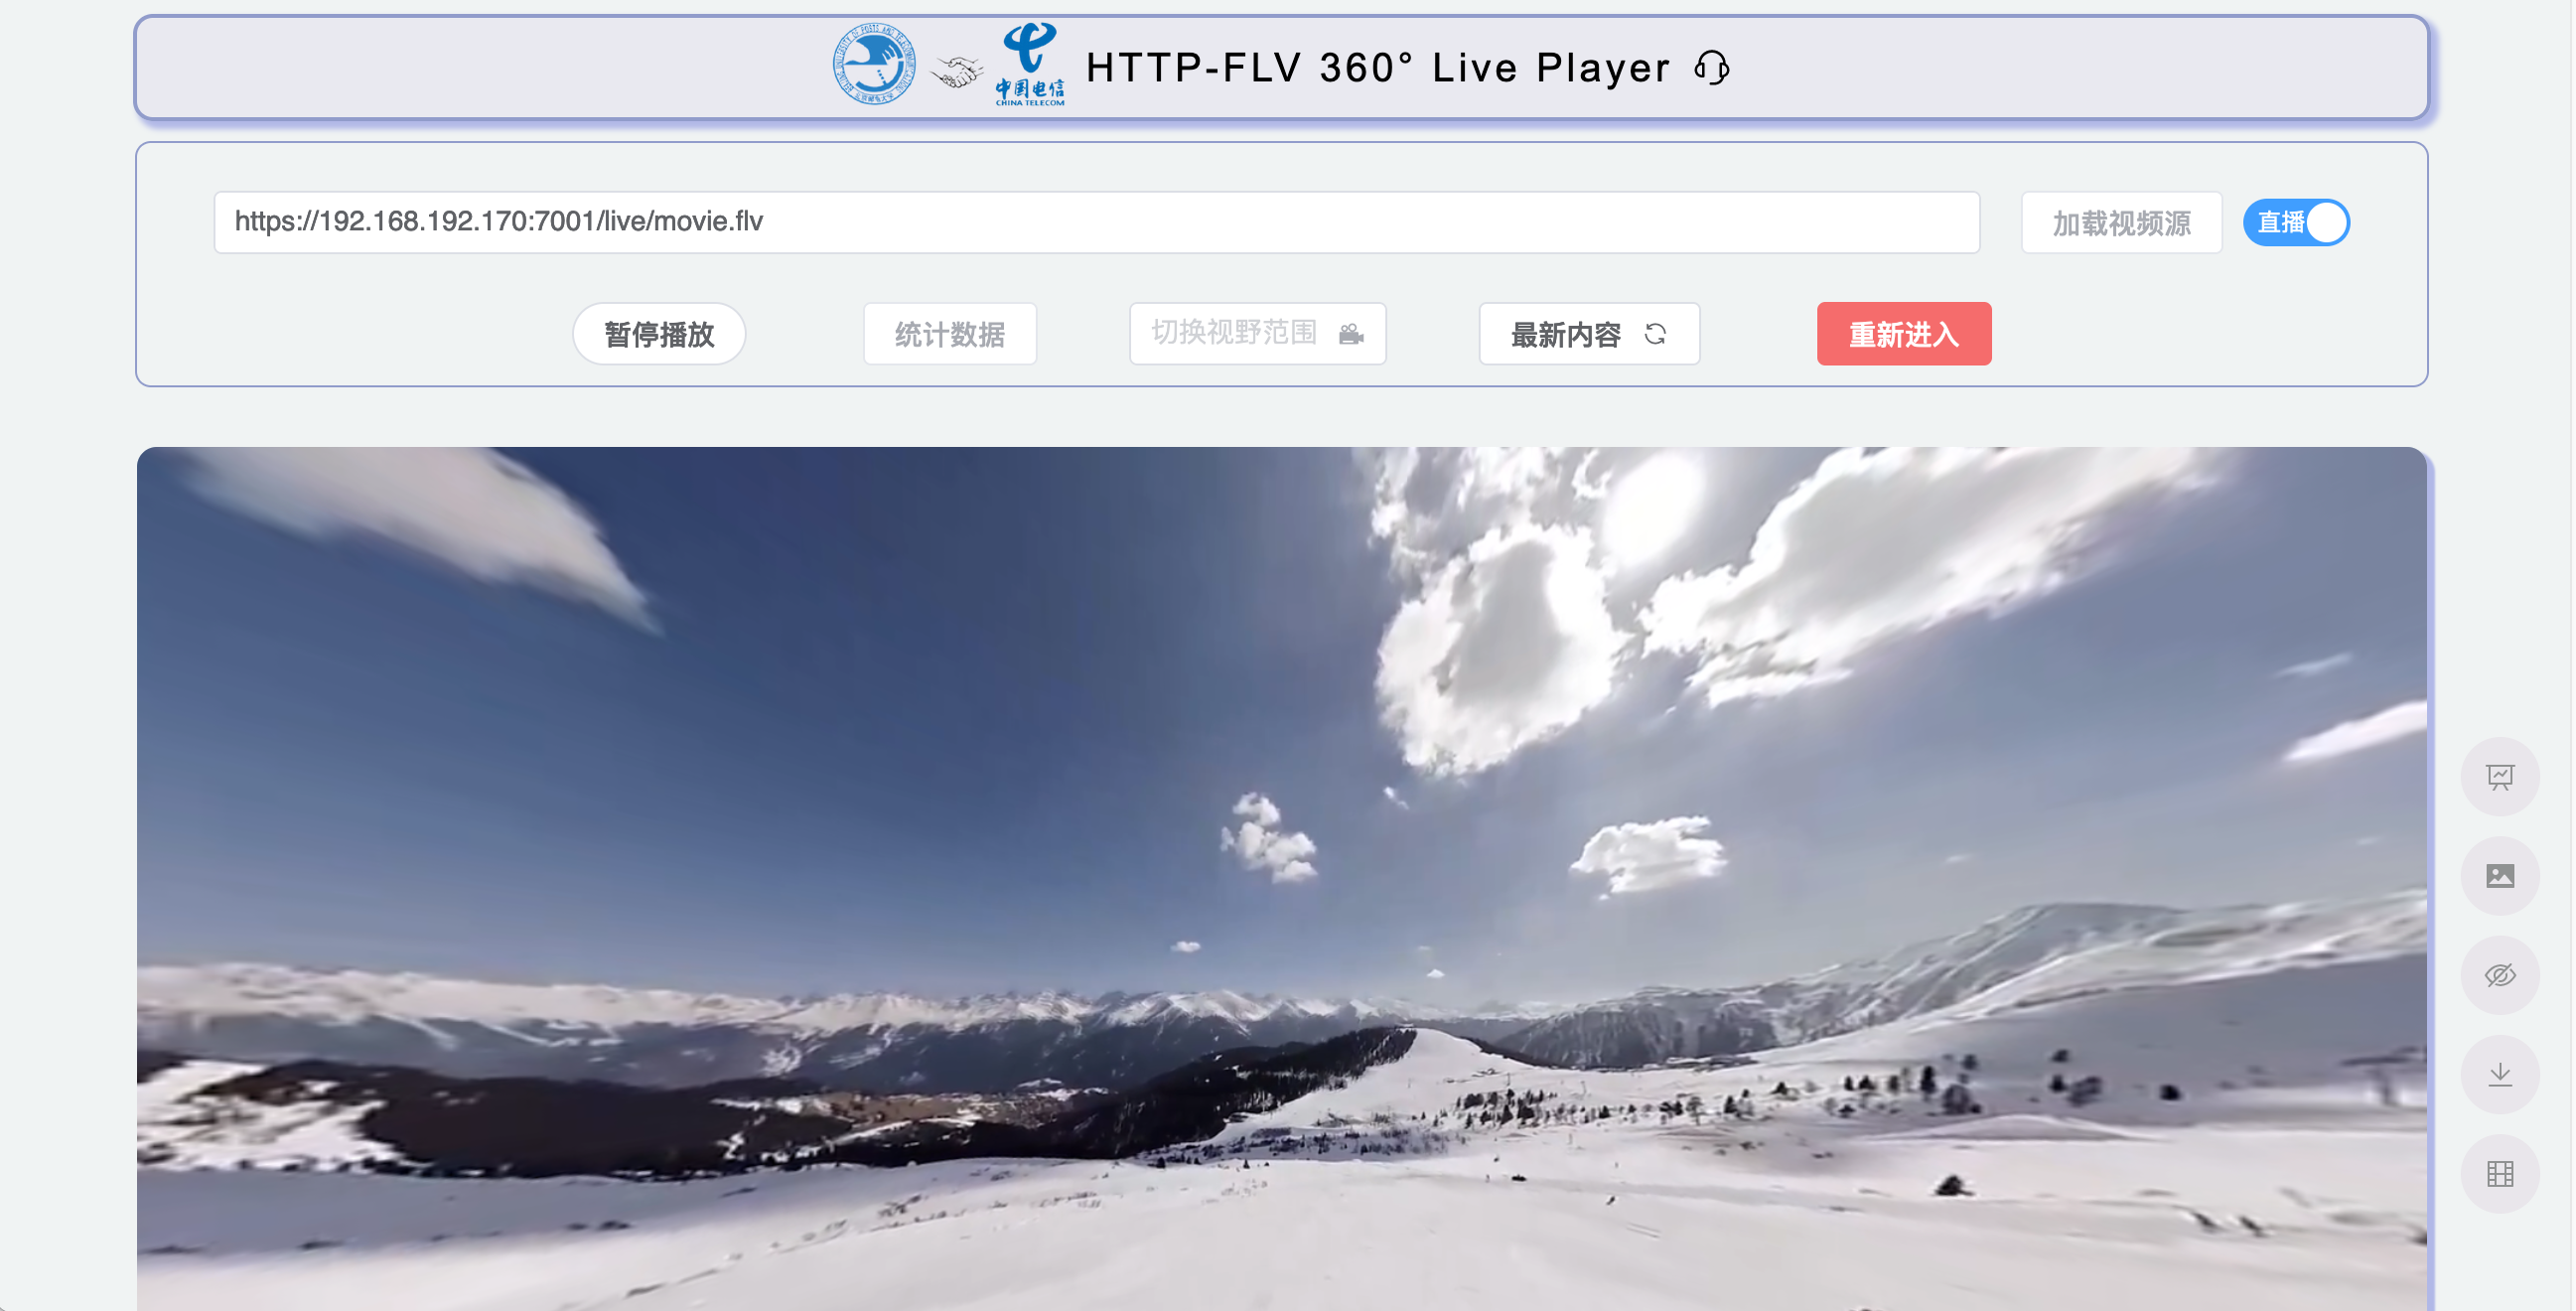 中国电信
CHINA TELECOM
HTTP-FLV 360° Live Player
https://192.168.192.170:7001/live/movie.flv
加载视频源
直播
暂停播放
统计数据
切换视野范围
最新内容
重新进入